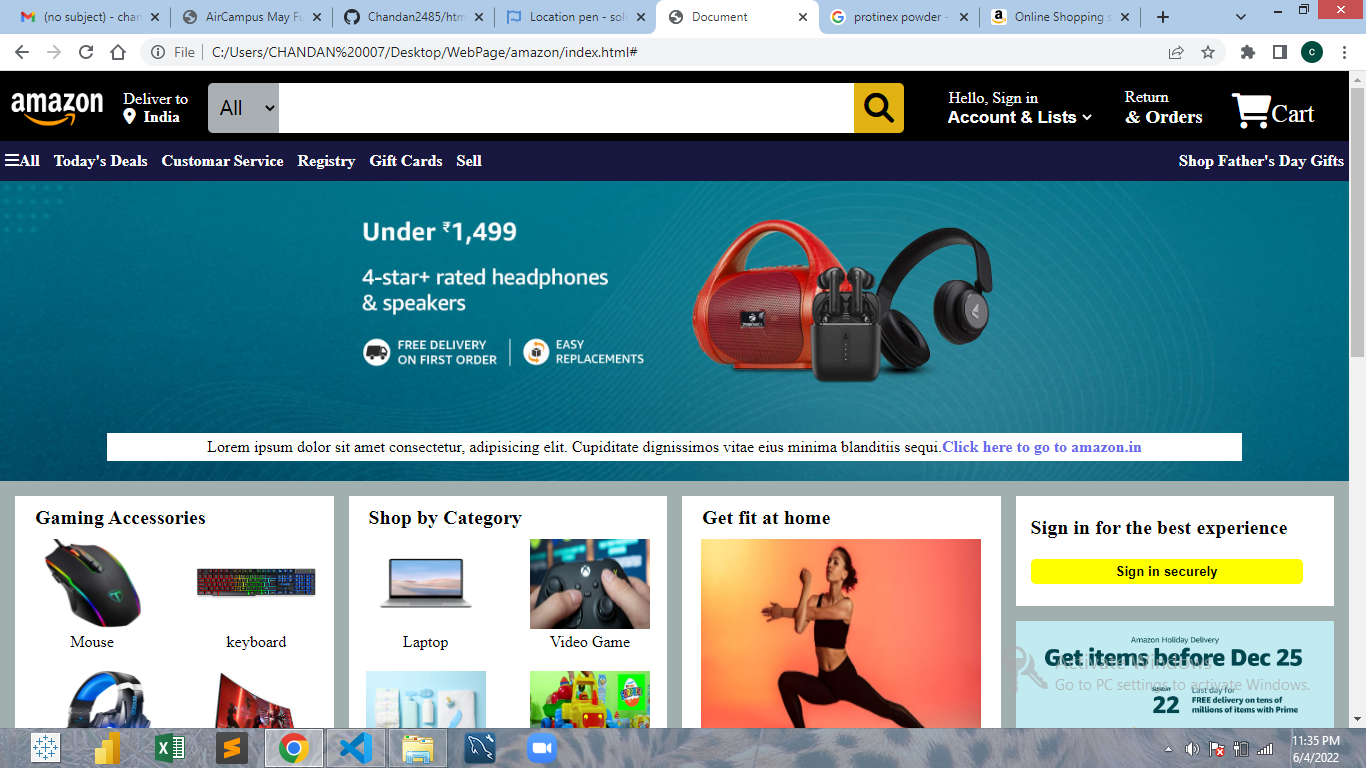 (no subject) - chan
AirCampus May Fu
Chandan2485/htm
Location pen - soli
Document
protinex powder -
Online Shopping s
File
C:/Users/CHANDAN%20007/Desktop/WebPage/amazon/index.html#
c
amazon
Deliver to
India
All
Hello, Sign in
Account & Lists
Return
& Orders
Cart
All Today's Deals Customar Service Registry Gift Cards Sell
Shop Father's Day Gifts
Under ₹1,499
4-star+ rated headphones
& speakers
FREE DELIVERY
ON FIRST ORDER
EASY
REPLACEMENTS
Lorem ipsum dolor sit amet consectetur, adipisicing elit. Cupiditate dignissimos vitae eius minima blanditiis sequi.Click here to go to amazon.in
Gaming Accessories
Mouse
keyboard
Shop by Category
Laptop
Video Game
Get fit at home
Sign in for the best experience
Sign in securely
Amazon Holiday Delivery
Get items before Dec 25
SUNDAY
22
Last day for
FREE delivery on tens of
millions of items with Prime
Activate Windows
Go to PC settings to activate Windows.
11:35 PM
6/4/2022